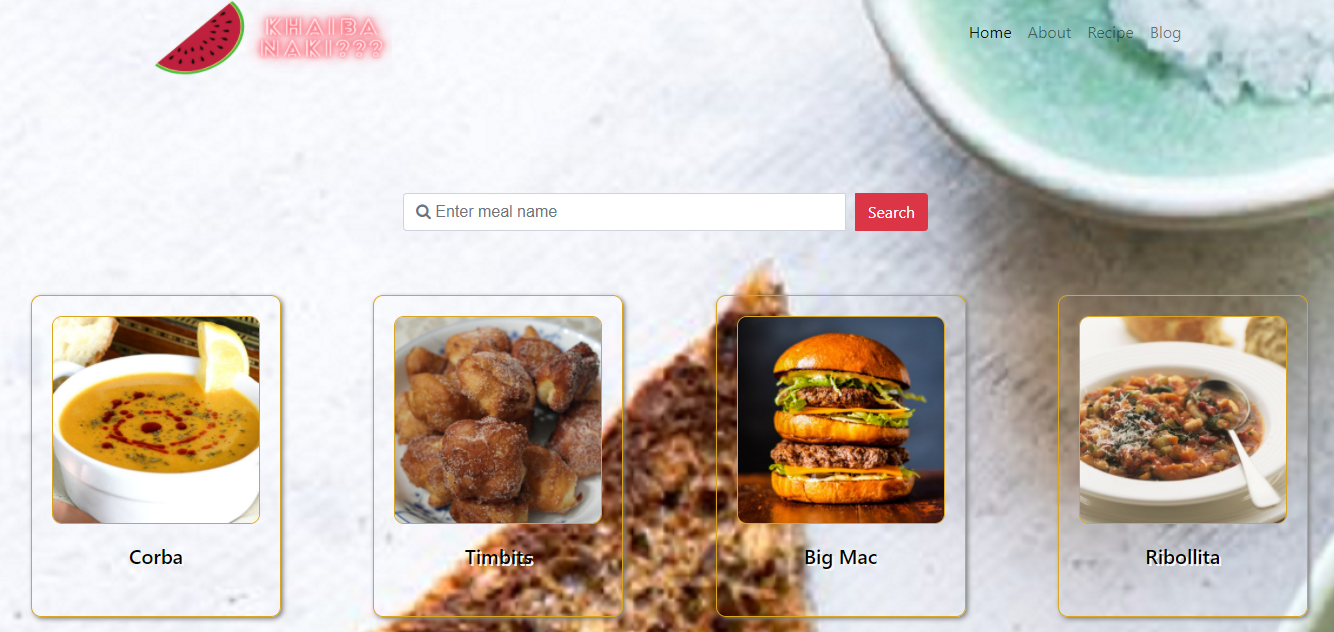 KHAIBA
NAKI???
Home About Recipe Blog
Enter meal name
Search
Corba
Timbits
Big Mac
Ribollita